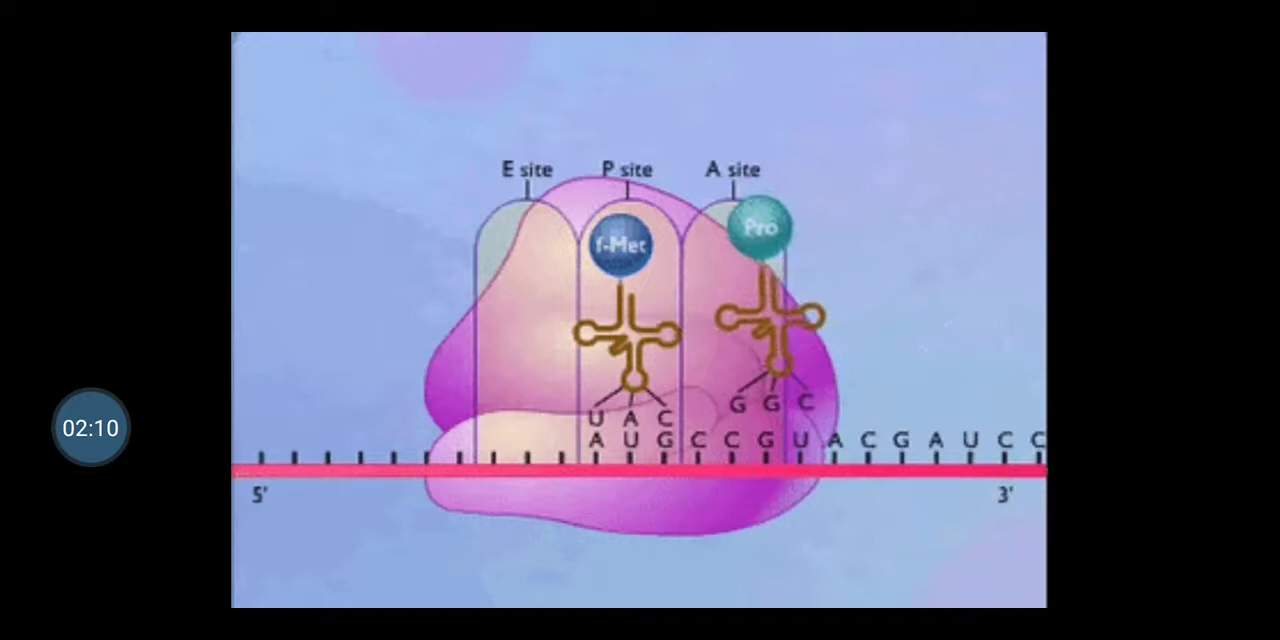 E site P site A site
Pro
f-Met
G G C
U A C
A U G C C G U A C G A U C C
02:10
5' 3'